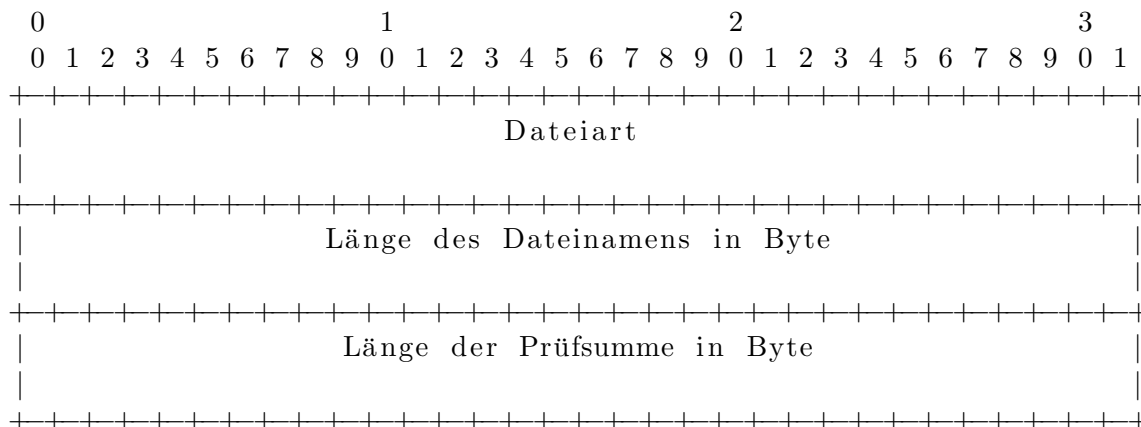 0 1 2 3
0 1 2 3 4 5 6 7 8 9 0 1 2 3 4 5 6 7 8 9 0 1 2 3 4 5 6 7 8 9 0 1
Dateiart
Länge des Dateinamens in Byte
Länge der Prüfsumme in Byte